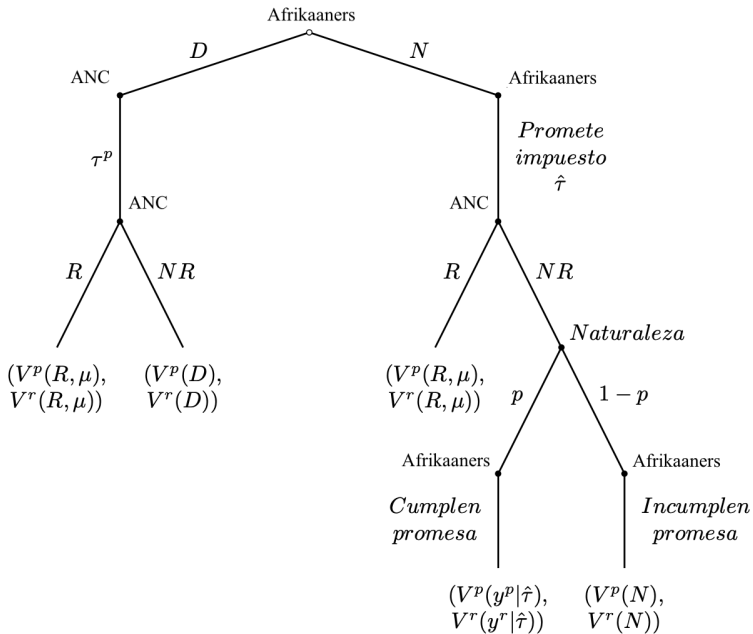 Afrikaaners
D
N
ANC
Afrikaaners
τ^p
Promete
impuesto
τ̂
ANC
ANC
R
NR
R
NR
Naturaleza
(V^p(R, μ),
V^r(R, μ))
(V^p(D),
V^r(D))
(V^p(R, μ),
V^r(R, μ))
p
1 − p
Afrikaaners
Afrikaaners
Cumplen
promesa
Incumplen
promesa
(V^p(y^p|τ̂),
V^r(y^r|τ̂))
(V^p(N),
V^r(N))